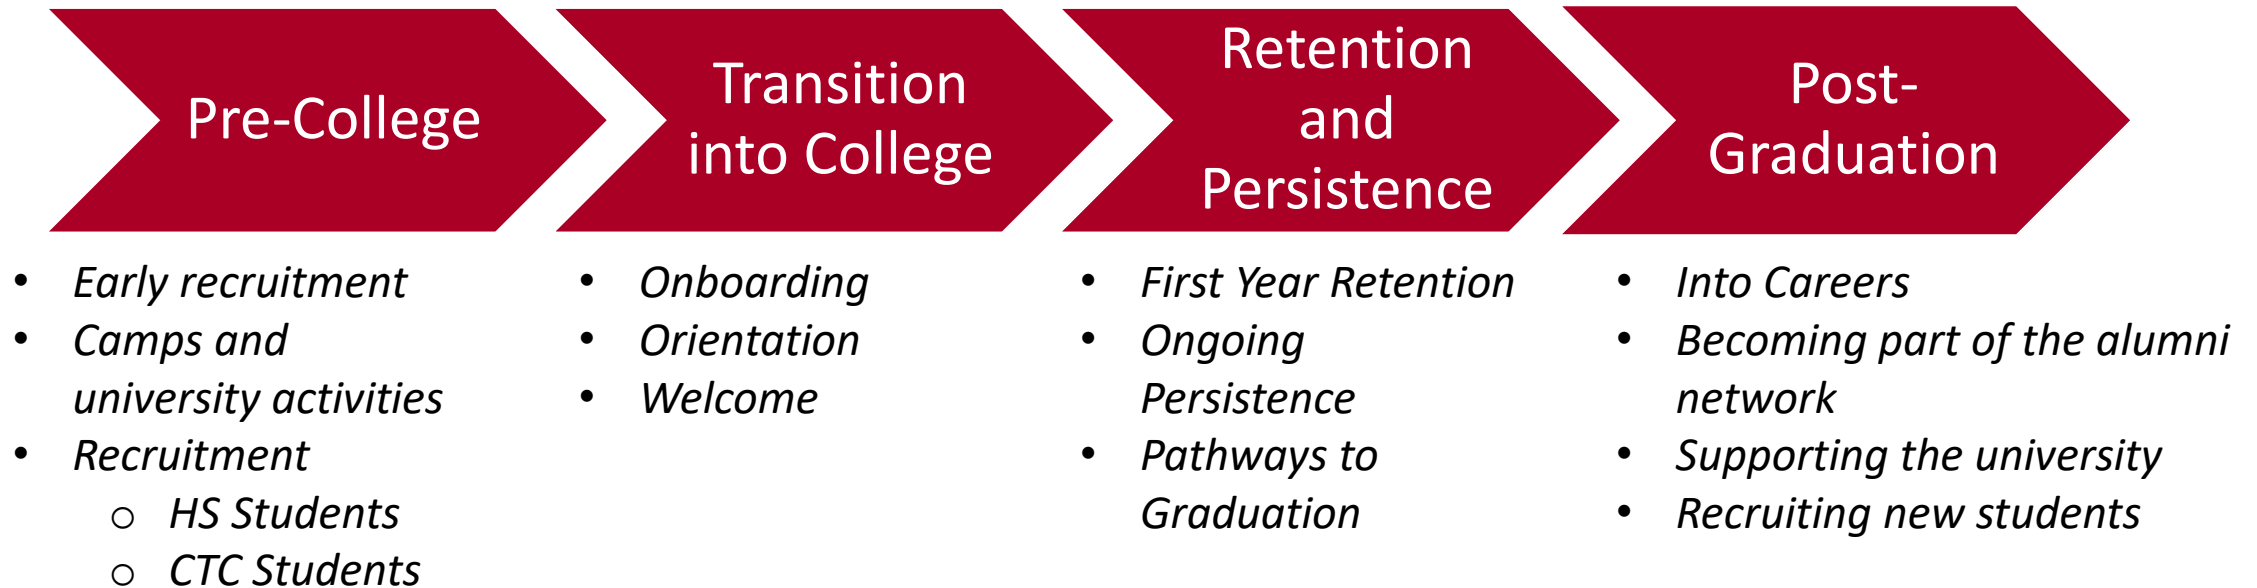 Pre-College
Transition
into College
Retention
and
Persistence
Post-
Graduation
• Early recruitment
• Camps and
university activities
• Recruitment
o HS Students
o CTC Students
• Onboarding
• Orientation
• Welcome
• First Year Retention
• Ongoing
Persistence
• Pathways to
Graduation
• Into Careers
• Becoming part of the alumni
network
• Supporting the university
• Recruiting new students